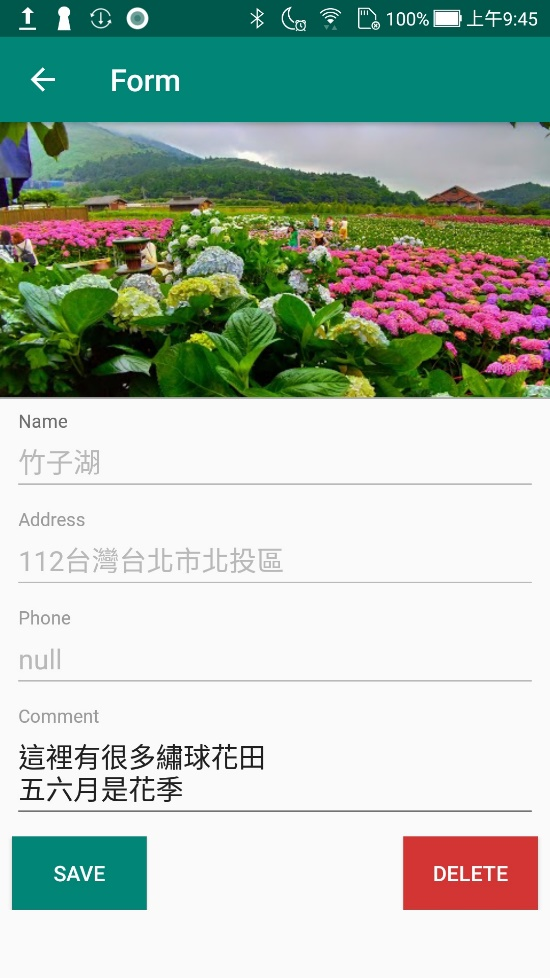 100% 上午9:45
Form
Name
竹子湖
Address
112台灣台北市北投區
Phone
null
Comment
這裡有很多繡球花田
五六月是花季
SAVE
DELETE